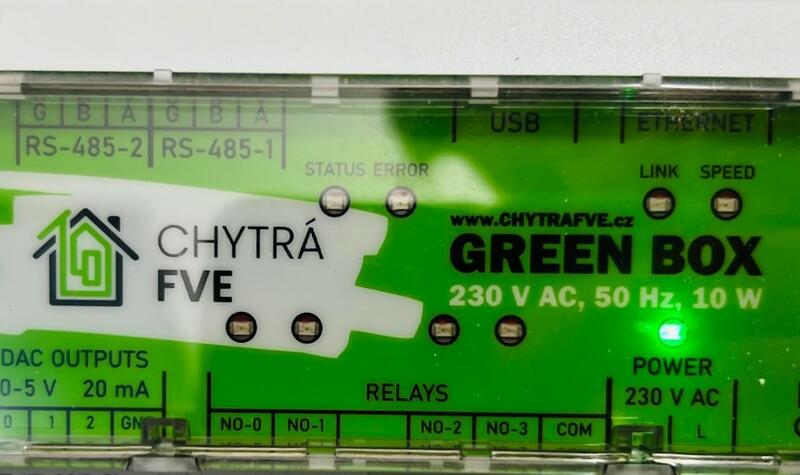 G B A G B A
RS-485-2 RS-485-1
USB
ETHERNET
STATUS ERROR
LINK SPEED
CHYTRÁ
FVE
www.CHYTRAFVE.cz
GREEN BOX
230 V AC, 50 Hz, 10 W
DAC OUTPUTS
0-5 V 20 mA
0 1 2
RELAYS
NO-0 NO-1 NO-2 NO-3 COM
POWER
230 V AC
L